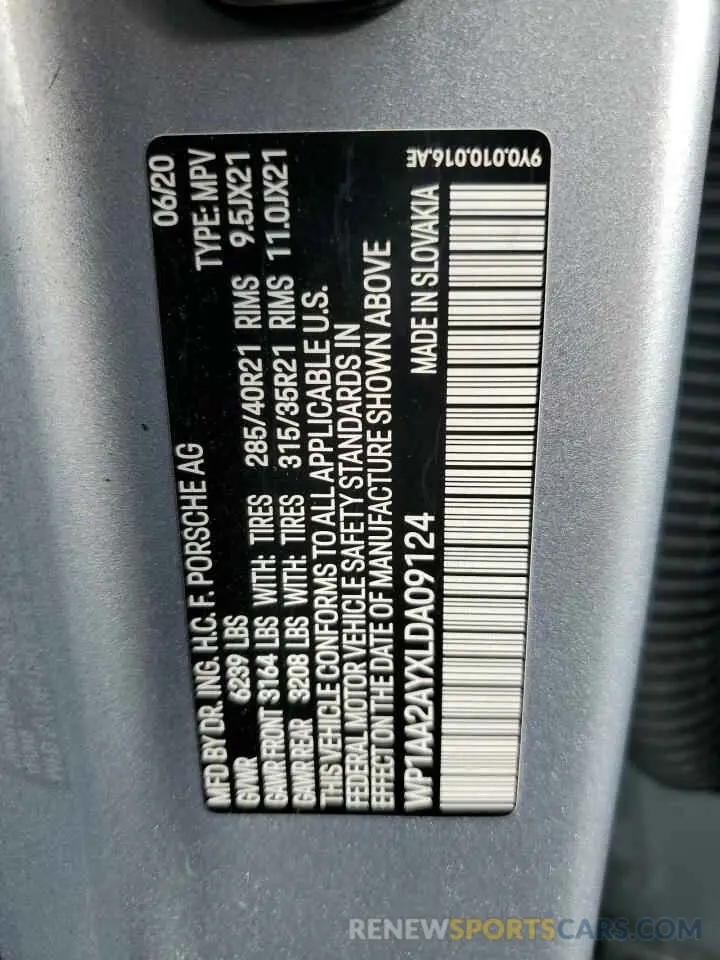 MFD BY DR. ING. H.C. F. PORSCHE AG 06/20
GVWR 6239 LBS TYPE: MPV
GAWR FRONT 3164 LBS WITH: TIRES 285/40R21 RIMS 9.5JX21
GAWR REAR 3208 LBS WITH: TIRES 315/35R21 RIMS 11.0JX21
THIS VEHICLE CONFORMS TO ALL APPLICABLE U.S.
FEDERAL MOTOR VEHICLE SAFETY STANDARDS IN
EFFECT ON THE DATE OF MANUFACTURE SHOWN ABOVE
WP1AA2AYXLDA09124 MADE IN SLOVAKIA
9Y0.010.016.AE
RENEWSPORTSCARS.COM